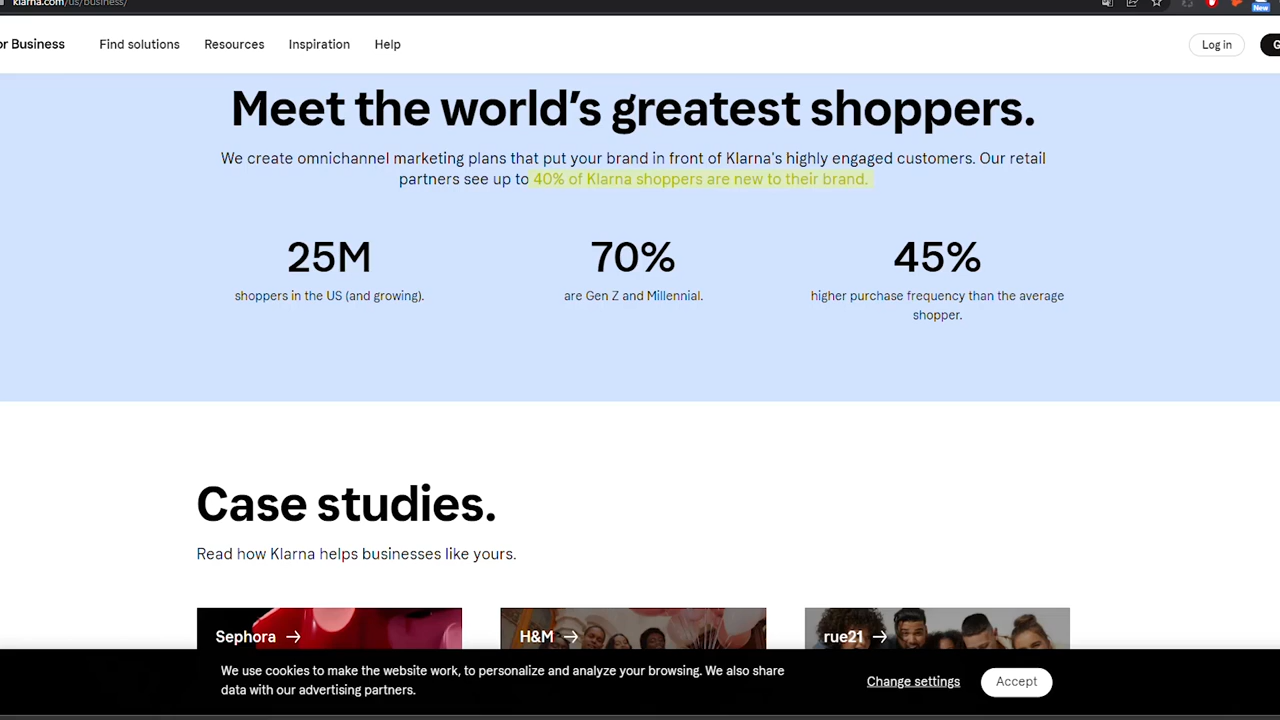 klarna.com/us/business/
New
or Business Find solutions Resources Inspiration Help Log in G
Meet the world's greatest shoppers.
We create omnichannel marketing plans that put your brand in front of Klarna's highly engaged customers. Our retail
partners see up to 40% of Klarna shoppers are new to their brand.
25M 70% 45%
shoppers in the US (and growing). are Gen Z and Millennial. higher purchase frequency than the average
shopper.
Case studies.
Read how Klarna helps businesses like yours.
Sephora → H&M → rue21 →
We use cookies to make the website work, to personalize and analyze your browsing. We also share
data with our advertising partners.
Change settings Accept